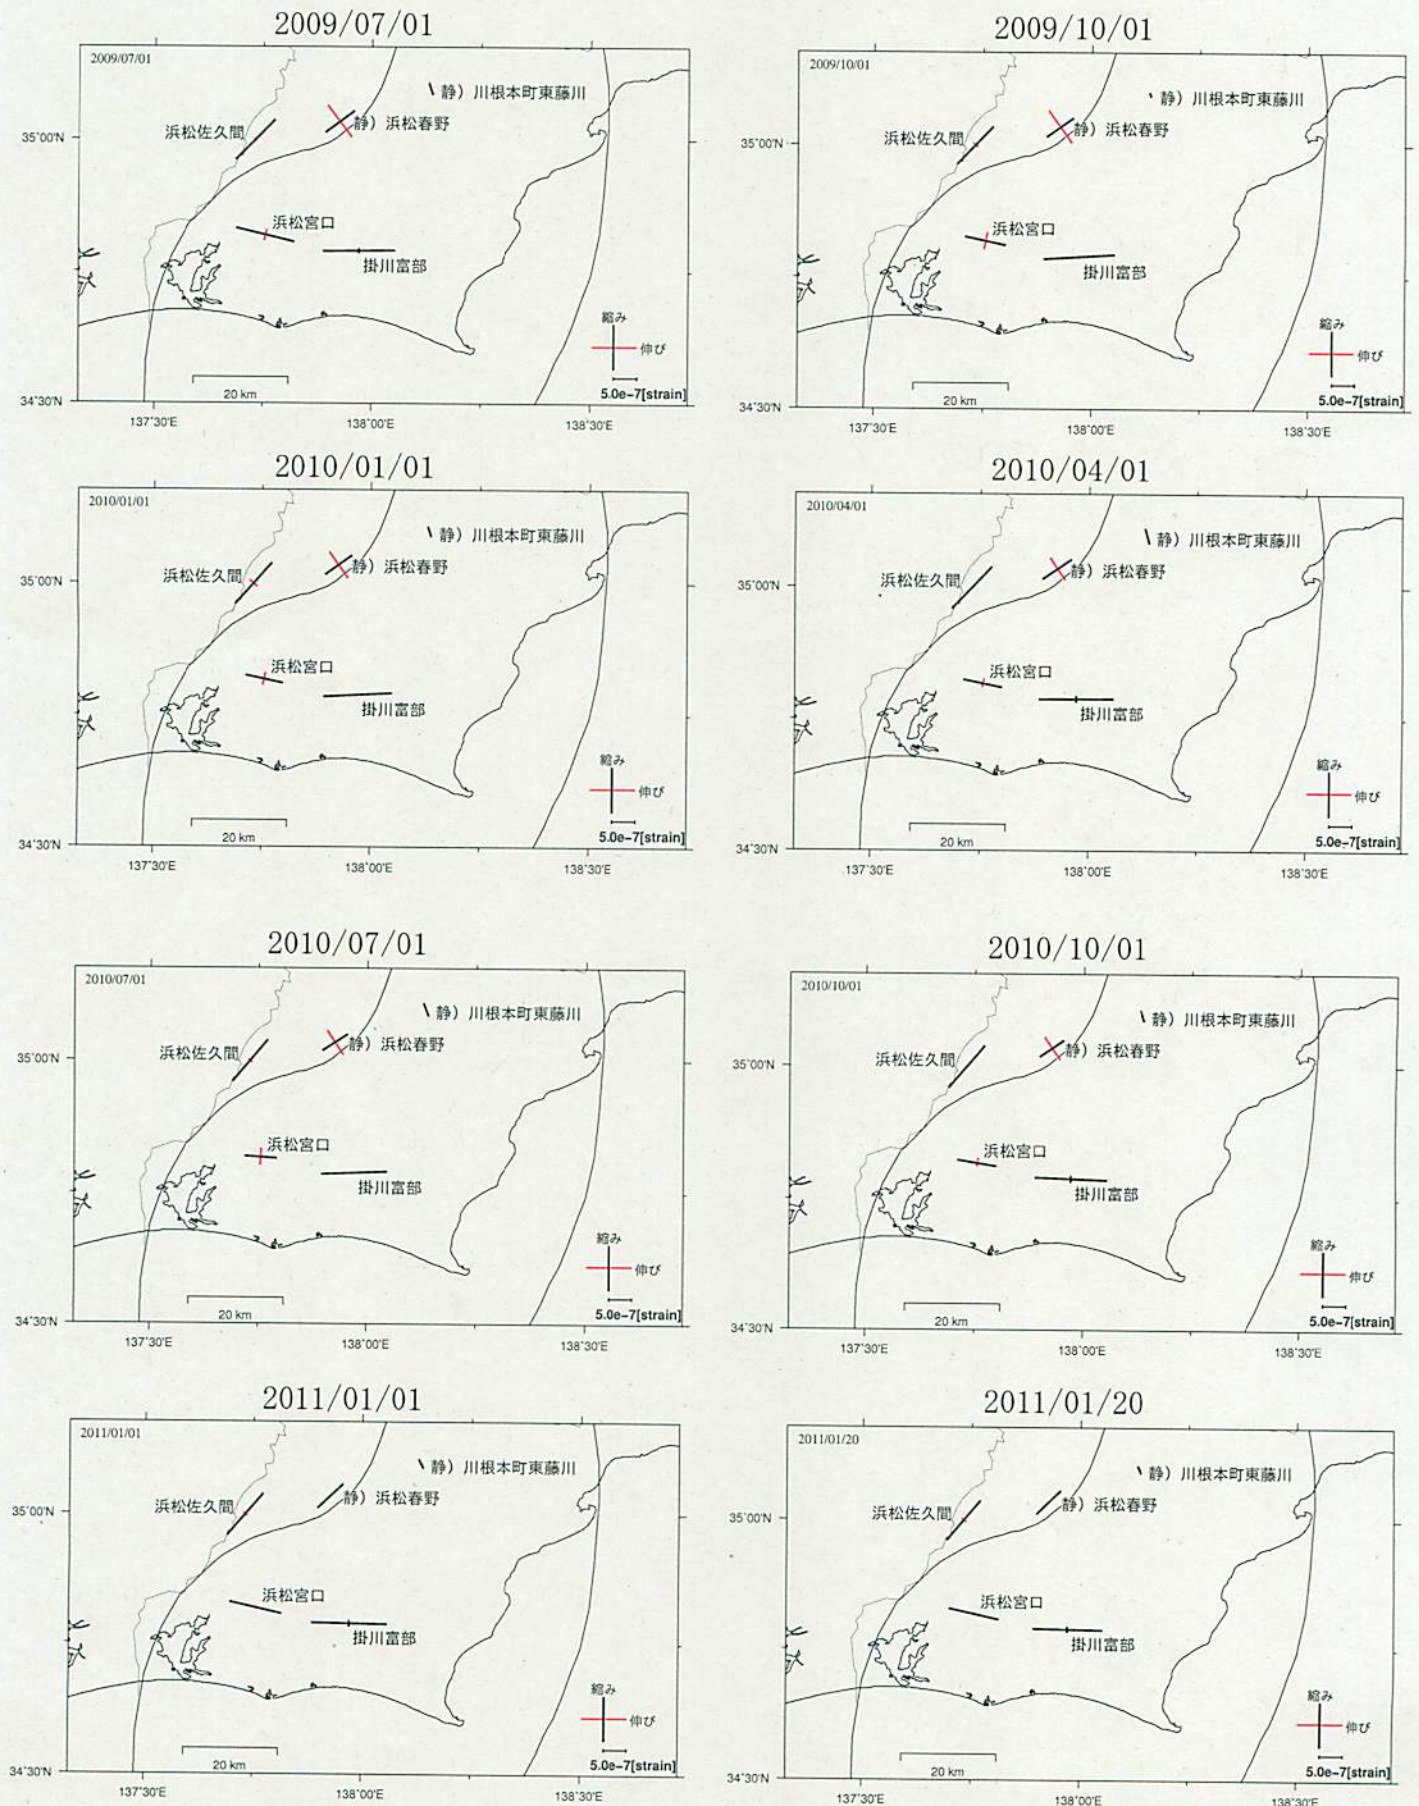 2009/07/01
2009/07/01
静）川根本町東藤川
浜松佐久間
静）浜松春野
35°00'N
浜松宮口
掛川富部
縮み
伸び
20 km
5.0e-7[strain]
34°30'N
137°30'E
138°00'E
138°30'E
2009/10/01
2009/10/01
静）川根本町東藤川
浜松佐久間
静）浜松春野
35°00'N
浜松宮口
掛川富部
縮み
伸び
20 km
5.0e-7[strain]
34°30'N
137°30'E
138°00'E
138°30'E
2010/01/01
2010/01/01
静）川根本町東藤川
浜松佐久間
静）浜松春野
35°00'N
浜松宮口
掛川富部
縮み
伸び
20 km
5.0e-7[strain]
34°30'N
137°30'E
138°00'E
138°30'E
2010/04/01
2010/04/01
静）川根本町東藤川
浜松佐久間
静）浜松春野
35°00'N
浜松宮口
掛川富部
縮み
伸び
20 km
5.0e-7[strain]
34°30'N
137°30'E
138°00'E
138°30'E
2010/07/01
2010/07/01
静）川根本町東藤川
浜松佐久間
静）浜松春野
35°00'N
浜松宮口
掛川富部
縮み
伸び
20 km
5.0e-7[strain]
34°30'N
137°30'E
138°00'E
138°30'E
2010/10/01
2010/10/01
静）川根本町東藤川
浜松佐久間
静）浜松春野
35°00'N
浜松宮口
掛川富部
縮み
伸び
20 km
5.0e-7[strain]
34°30'N
137°30'E
138°00'E
138°30'E
2011/01/01
2011/01/01
静）川根本町東藤川
浜松佐久間
静）浜松春野
35°00'N
浜松宮口
掛川富部
縮み
伸び
20 km
5.0e-7[strain]
34°30'N
137°30'E
138°00'E
138°30'E
2011/01/20
2011/01/20
静）川根本町東藤川
浜松佐久間
静）浜松春野
35°00'N
浜松宮口
掛川富部
縮み
伸び
20 km
5.0e-7[strain]
34°30'N
137°30'E
138°00'E
138°30'E